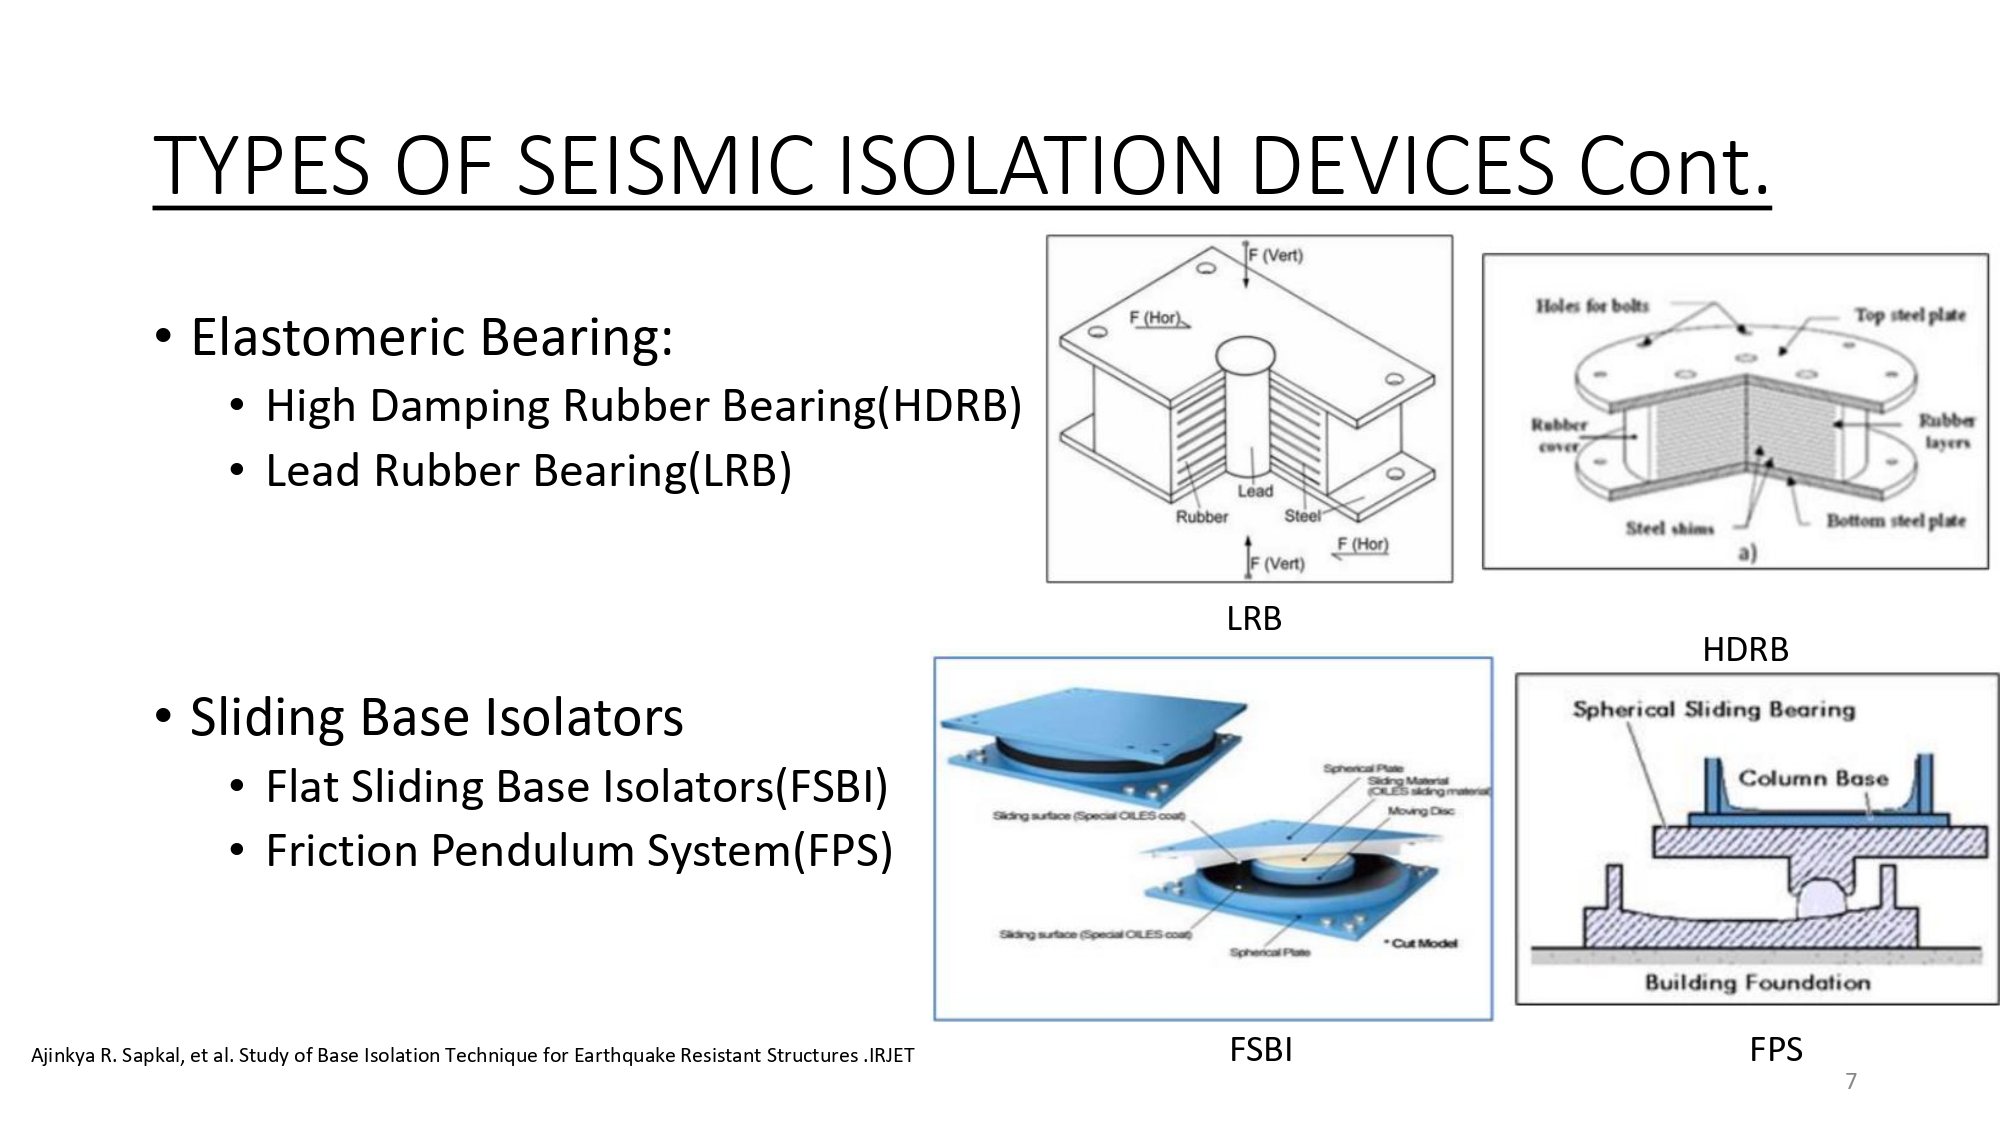 TYPES OF SEISMIC ISOLATION DEVICES Cont.
• Elastomeric Bearing:
• High Damping Rubber Bearing(HDRB)
• Lead Rubber Bearing(LRB)
• Sliding Base Isolators
• Flat Sliding Base Isolators(FSBI)
• Friction Pendulum System(FPS)
F (Vert)
F (Hor)
Lead
Rubber
Steel
F (Hor)
F (Vert)
LRB
Holes for bolts
Top steel plate
Rubber
cover
Rubber
layers
Steel shims
Bottom steel plate
a)
HDRB
Spherical Plate
Sliding Material
(OILES sliding material
Moving Disc
Sliding surface (Special OILES coat)
Sliding surface (Special OILES coat)
Spherical Plate
* Cut Model
FSBI
Spherical Sliding Bearing
Column Base
Building Foundation
FPS
Ajinkya R. Sapkal, et al. Study of Base Isolation Technique for Earthquake Resistant Structures .IRJET
7